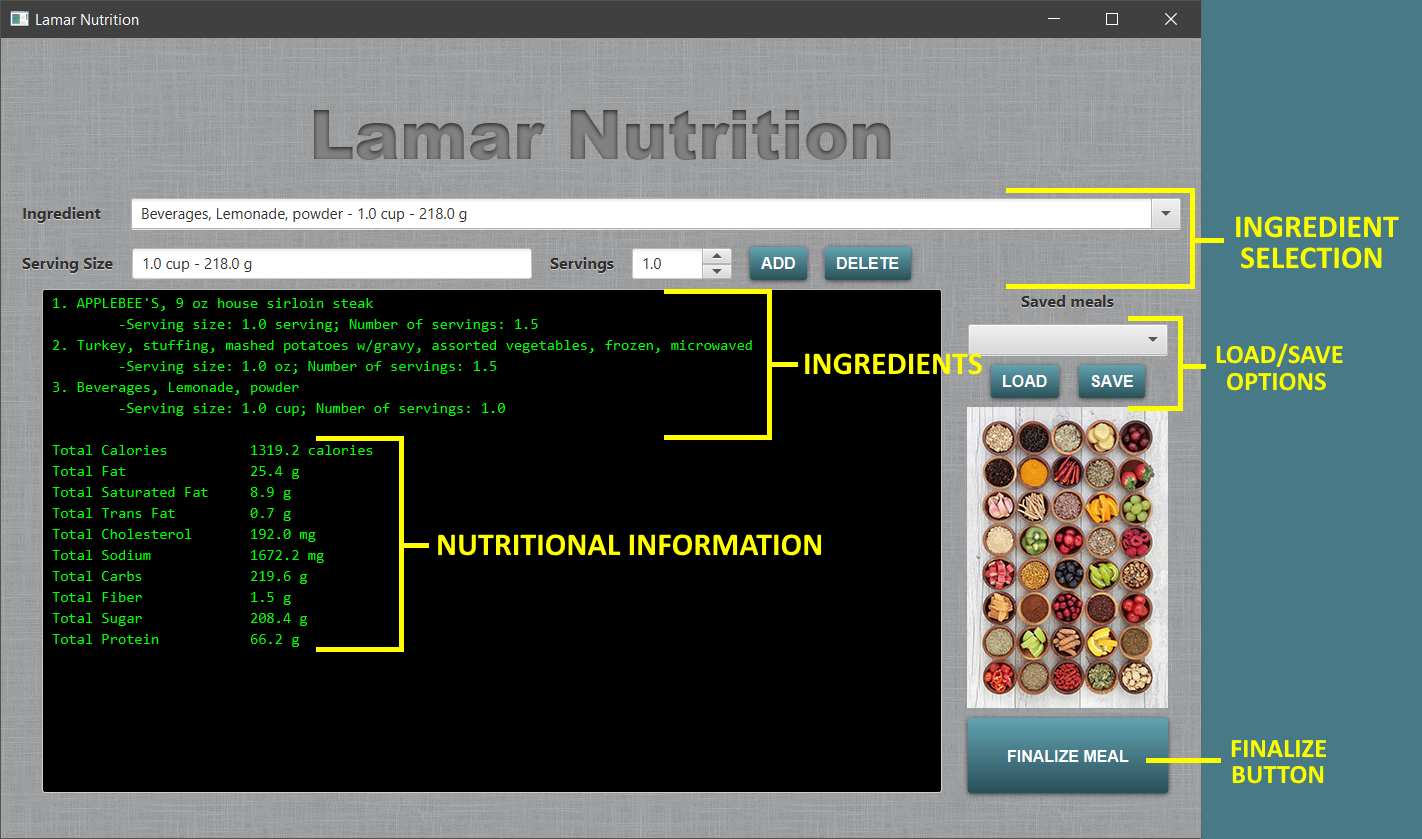 Lamar Nutrition
Lamar Nutrition
Ingredient
Beverages, Lemonade, powder - 1.0 cup - 218.0 g
INGREDIENT
SELECTION
Serving Size
1.0 cup - 218.0 g
Servings
1.0
ADD
DELETE
1. APPLEBEE'S, 9 oz house sirloin steak
-Serving size: 1.0 serving; Number of servings: 1.5
2. Turkey, stuffing, mashed potatoes w/gravy, assorted vegetables, frozen, microwaved
-Serving size: 1.0 oz; Number of servings: 1.5
3. Beverages, Lemonade, powder
-Serving size: 1.0 cup; Number of servings: 1.0
INGREDIENTS
Saved meals
LOAD
SAVE
LOAD/SAVE
OPTIONS
Total Calories 1319.2 calories
Total Fat 25.4 g
Total Saturated Fat 8.9 g
Total Trans Fat 0.7 g
Total Cholesterol 192.0 mg
Total Sodium 1672.2 mg
Total Carbs 219.6 g
Total Fiber 1.5 g
Total Sugar 208.4 g
Total Protein 66.2 g
NUTRITIONAL INFORMATION
FINALIZE MEAL
FINALIZE
BUTTON